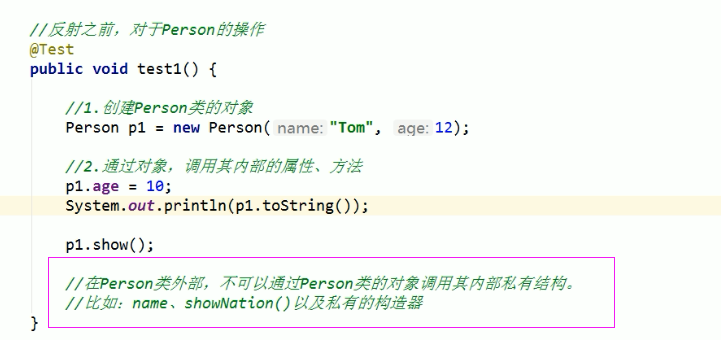 //反射之前，对于Person的操作
@Test
public void test1() {
//1.创建Person类的对象
Person p1 = new Person( name: "Tom", age: 12);
//2.通过对象，调用其内部的属性、方法
p1.age = 10;
System.out.println(p1.toString());
p1.show();
//在Person类外部，不可以通过Person类的对象调用其内部私有结构。
//比如：name、showNation()以及私有的构造器
}